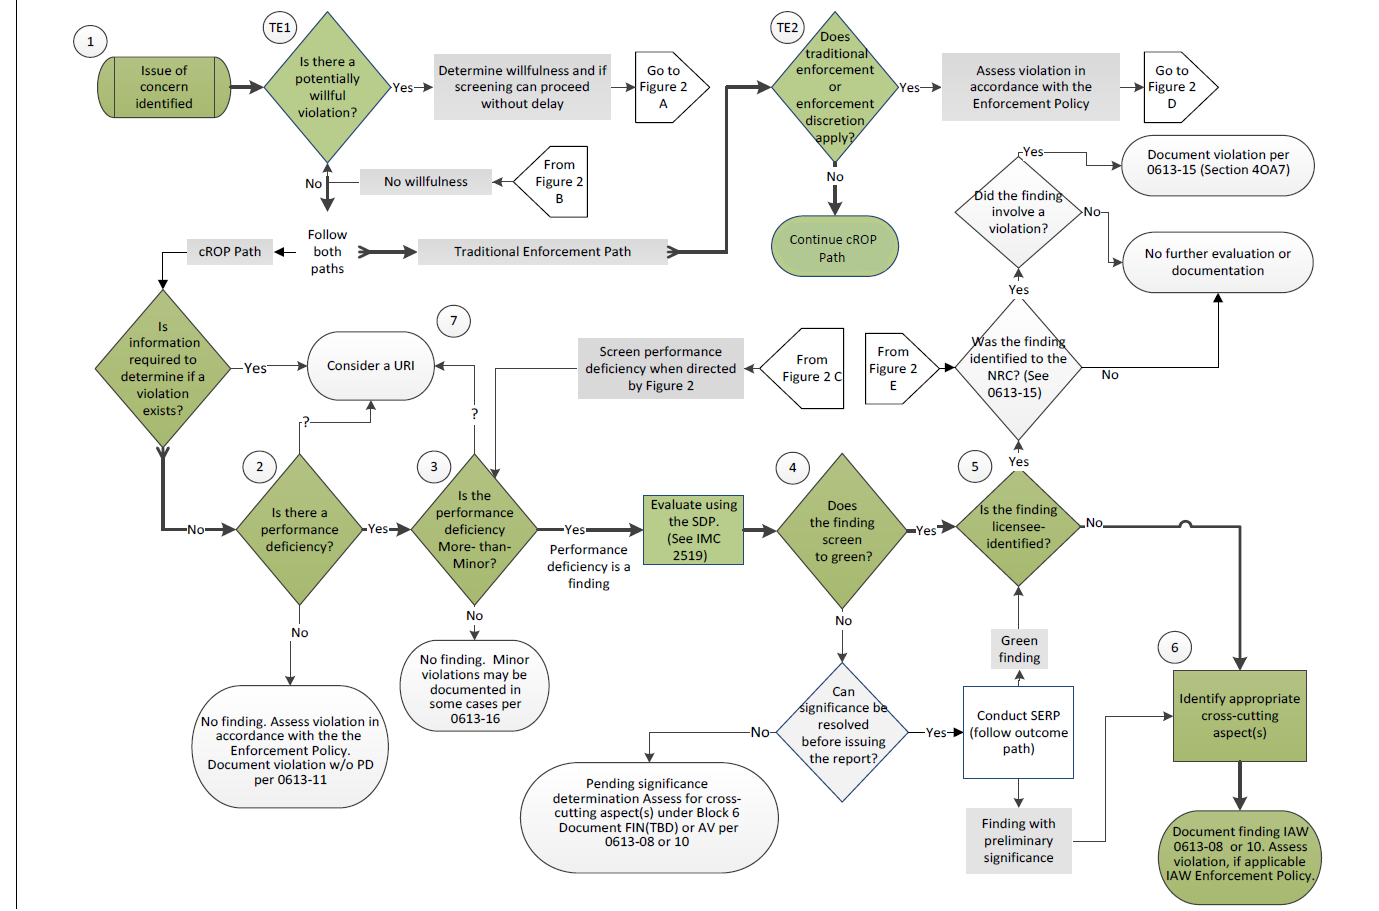 1
Issue of
concern
identified
TE1
Is there a
potentially
willful
violation?
Yes
Determine willfulness and if
screening can proceed
without delay
Go to
Figure 2
A
TE2
Does
traditional
enforcement
or
enforcement
discretion
apply?
Yes
Assess violation in
accordance with the
Enforcement Policy
Go to
Figure 2
D
No
No willfulness
From
Figure 2
B
No
Continue cROP
Path
Follow
both
paths
cROP Path
Traditional Enforcement Path
Did the finding
involve a
violation?
Yes
Document violation per
0613-15 (Section 4OA7)
No
No further evaluation or
documentation
Yes
Is
information
required to
determine if a
violation
exists?
Yes
Consider a URI
7
?
?
Screen performance
deficiency when directed
by Figure 2
From
Figure 2 C
From
Figure 2
E
Was the finding
identified to the
NRC? (See
0613-15)
No
Yes
No
2
Is there a
performance
deficiency?
Yes
3
Is the
performance
deficiency
More- than-
Minor?
Yes
Performance
deficiency is a
finding
Evaluate using
the SDP.
(See IMC
2519)
4
Does
the finding
screen
to green?
Yes
5
Is the finding
licensee-
identified?
No
No
No finding. Assess violation in
accordance with the the
Enforcement Policy.
Document violation w/o PD
per 0613-11
No
No finding.  Minor
violations may be
documented in
some cases per
0613-16
No
Can
significance be
resolved
before issuing
the report?
No
Pending significance
determination Assess for cross-
cutting aspect(s) under Block 6
Document FIN(TBD) or AV per
0613-08 or 10
Yes
Conduct SERP
(follow outcome
path)
Green
finding
Finding with
preliminary
significance
6
Identify appropriate
cross-cutting
aspect(s)
Document finding IAW
0613-08  or 10. Assess
violation, if applicable
IAW Enforcement Policy.